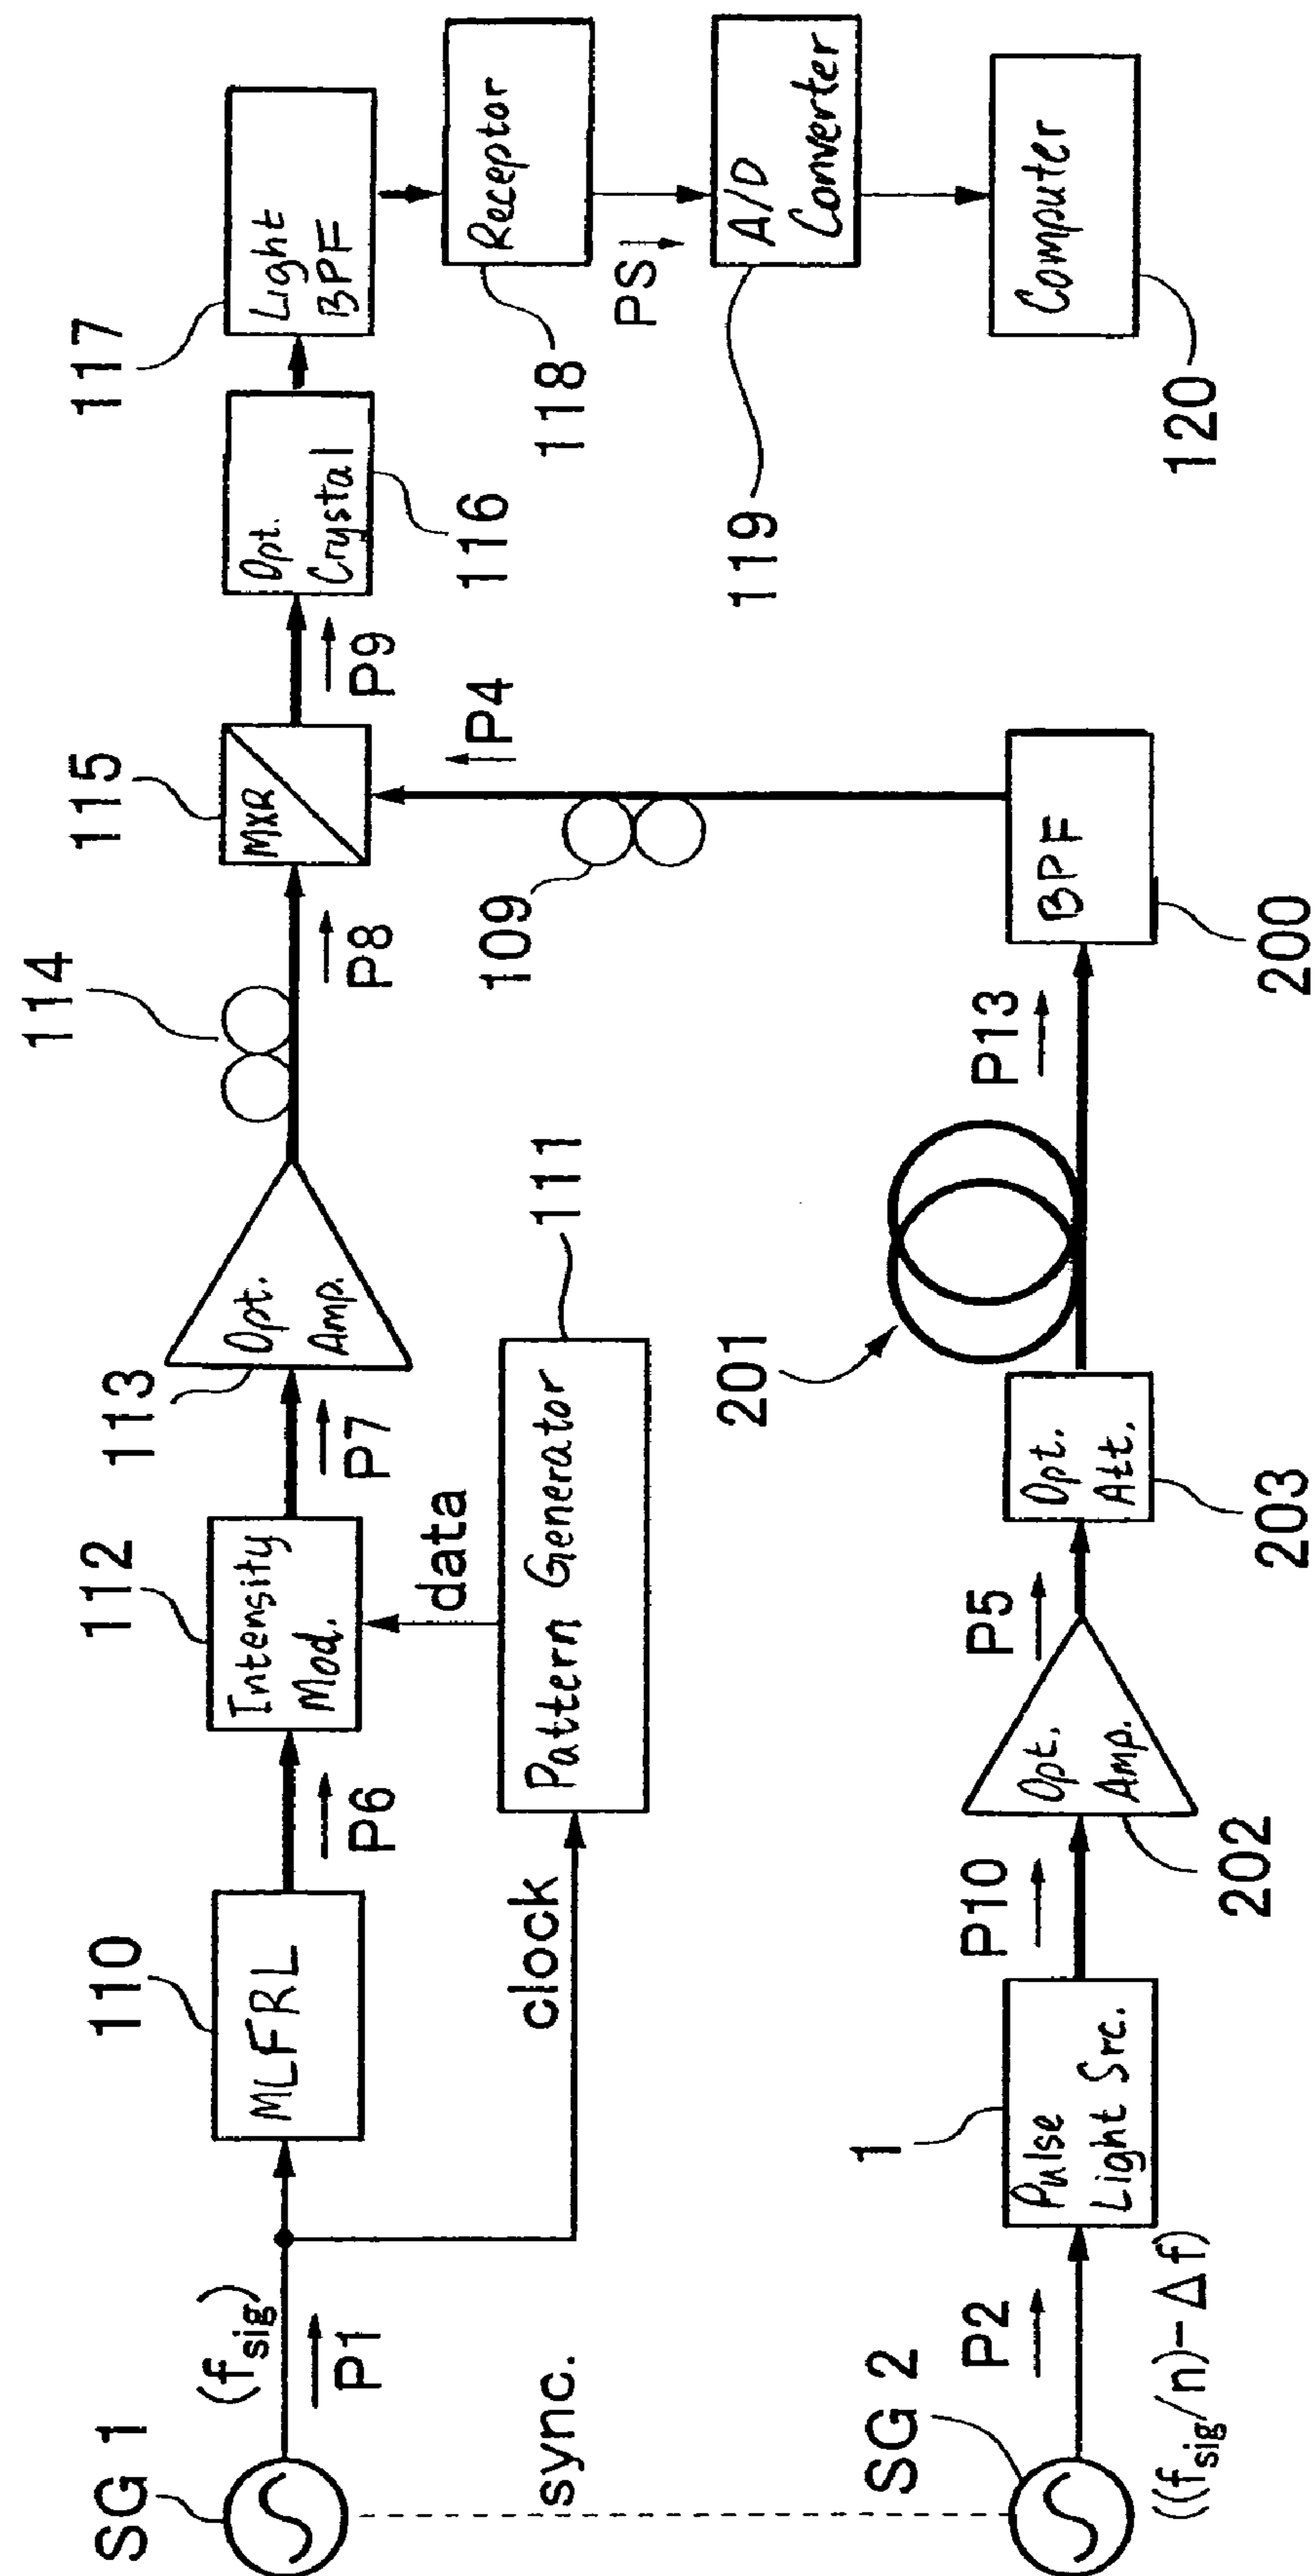 SG 1
(f_sig)
P1
110
MLFRL
P6
112
Intensity
Mod.
P7
113
Opt.
Amp.
114
P8
115
MXR
P9
116
Opt.
Crystal
117
Light
BPF
118
Receptor
PS
119
A/D
Converter
120
Computer
clock
data
111
Pattern Generator
sync.
SG 2
((f_sig/n)-Δf)
P2
1
Pulse
Light Src.
P10
202
Opt.
Amp.
P5
203
Opt.
Att.
201
P13
200
BPF
109
P4